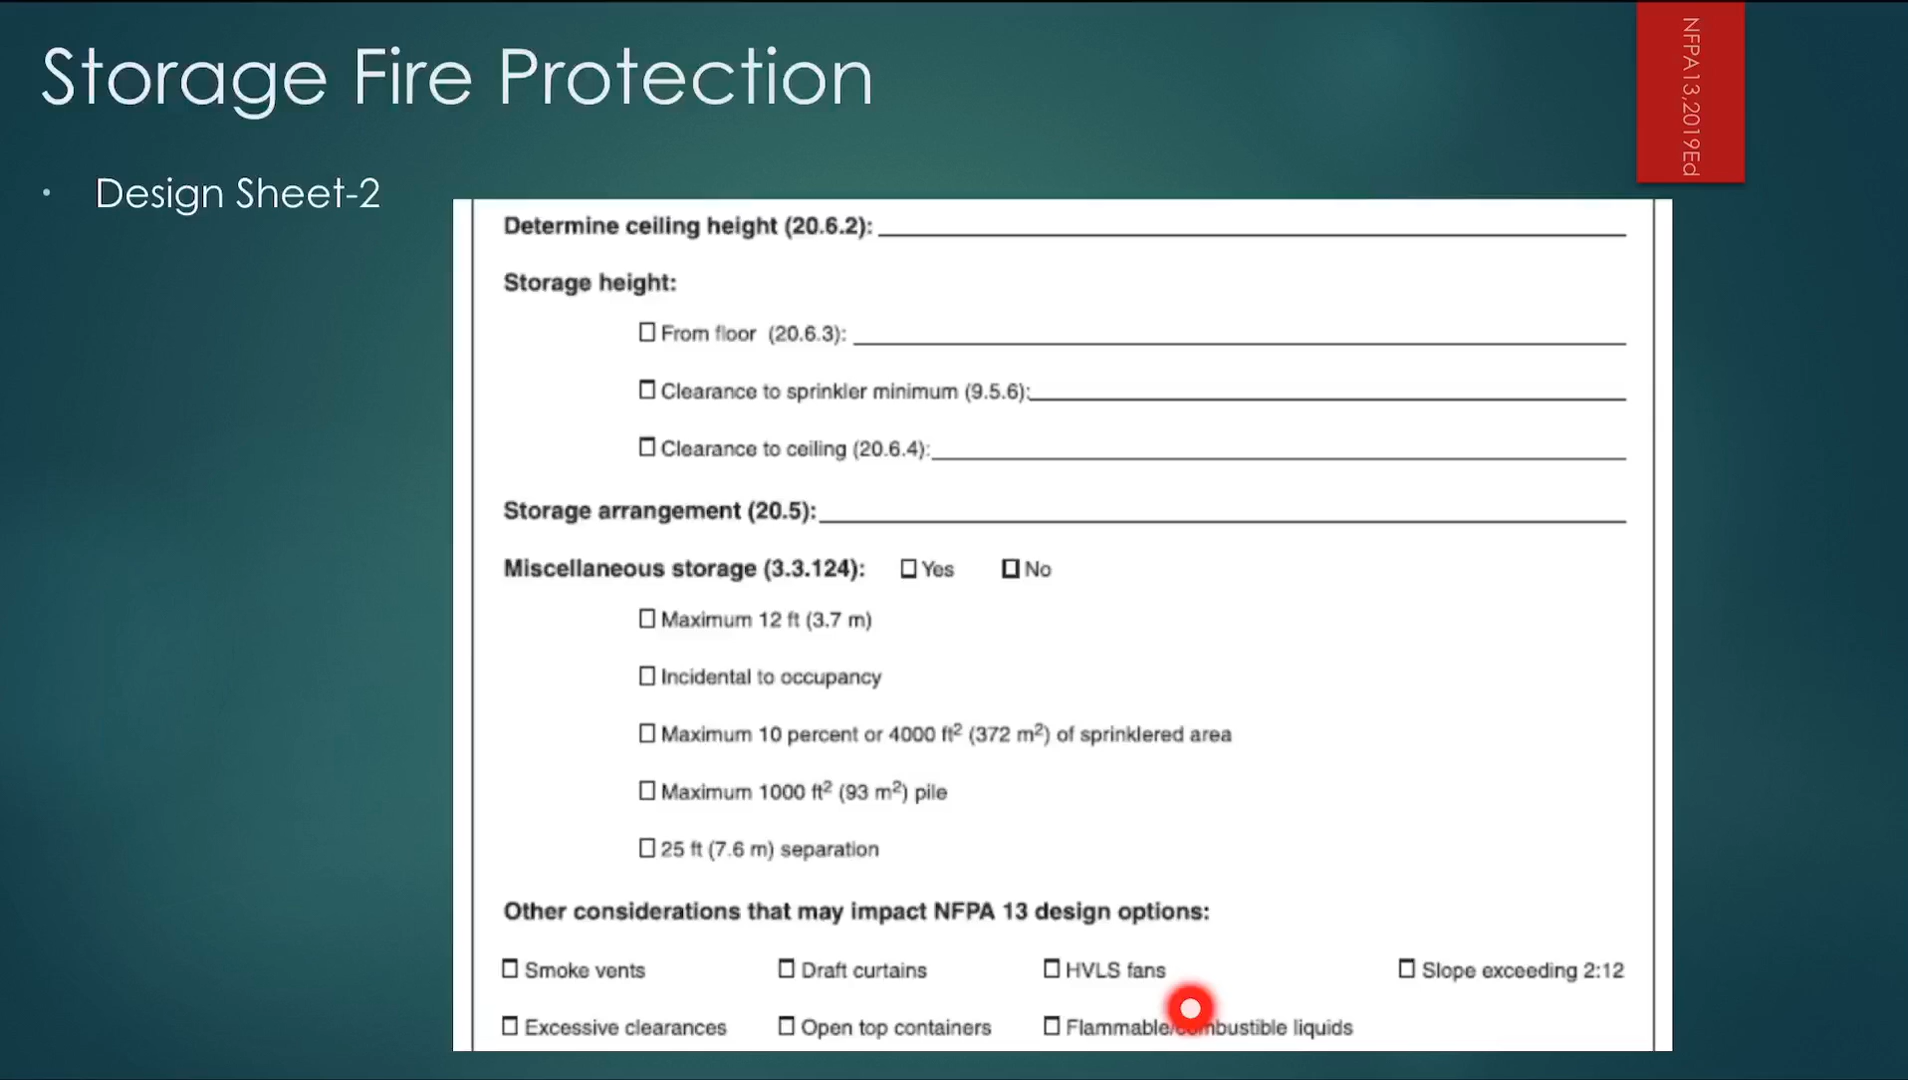 Storage Fire Protection
NFPA13,2019Ed
• Design Sheet-2
Determine ceiling height (20.6.2):
Storage height:
☐ From floor (20.6.3):
☐ Clearance to sprinkler minimum (9.5.6):
☐ Clearance to ceiling (20.6.4):
Storage arrangement (20.5):
Miscellaneous storage (3.3.124): ☐ Yes ☐ No
☐ Maximum 12 ft (3.7 m)
☐ Incidental to occupancy
☐ Maximum 10 percent or 4000 ft² (372 m²) of sprinklered area
☐ Maximum 1000 ft² (93 m²) pile
☐ 25 ft (7.6 m) separation
Other considerations that may impact NFPA 13 design options:
☐ Smoke vents ☐ Draft curtains ☐ HVLS fans ☐ Slope exceeding 2:12
☐ Excessive clearances ☐ Open top containers ☐ Flammable/combustible liquids